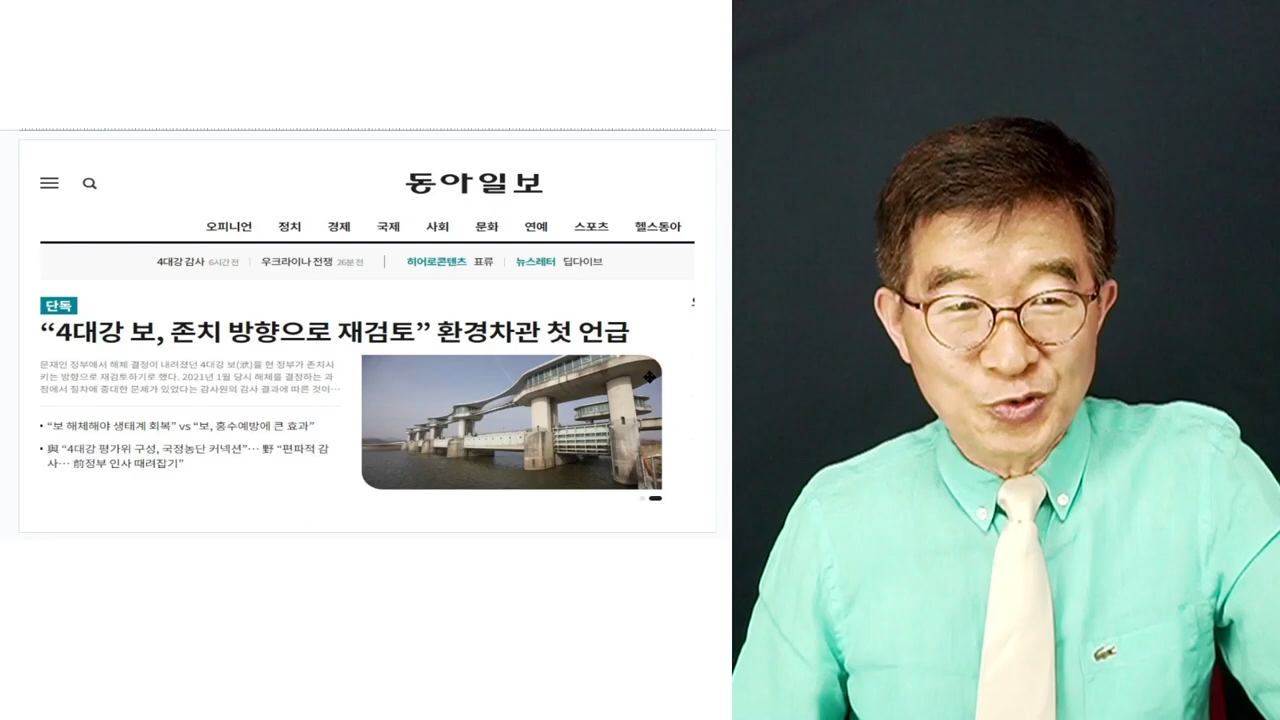 동아일보
오피니언 정치 경제 국제 사회 문화 연예 스포츠 헬스동아
4대강 감사 6시간 전 우크라이나 전쟁 26분 전 히어로콘텐츠 표류 뉴스레터 딥다이브
단독
“4대강 보, 존치 방향으로 재검토” 환경차관 첫 언급
문재인 정부에서 해체 결정이 내려졌던 4대강 보(洑)를 현 정부가 존치시
키는 방향으로 재검토하기로 했다. 2021년 1월 당시 해체를 결정하는 과
정에서 절차에 중대한 문제가 있었다는 감사원의 감사 결과에 따른 것이…
• “보 해체해야 생태계 회복” vs “보, 홍수예방에 큰 효과”
• 與 “4대강 평가위 구성, 국정농단 커넥션”… 野 “편파적 감
사… 前정부 인사 때려잡기”